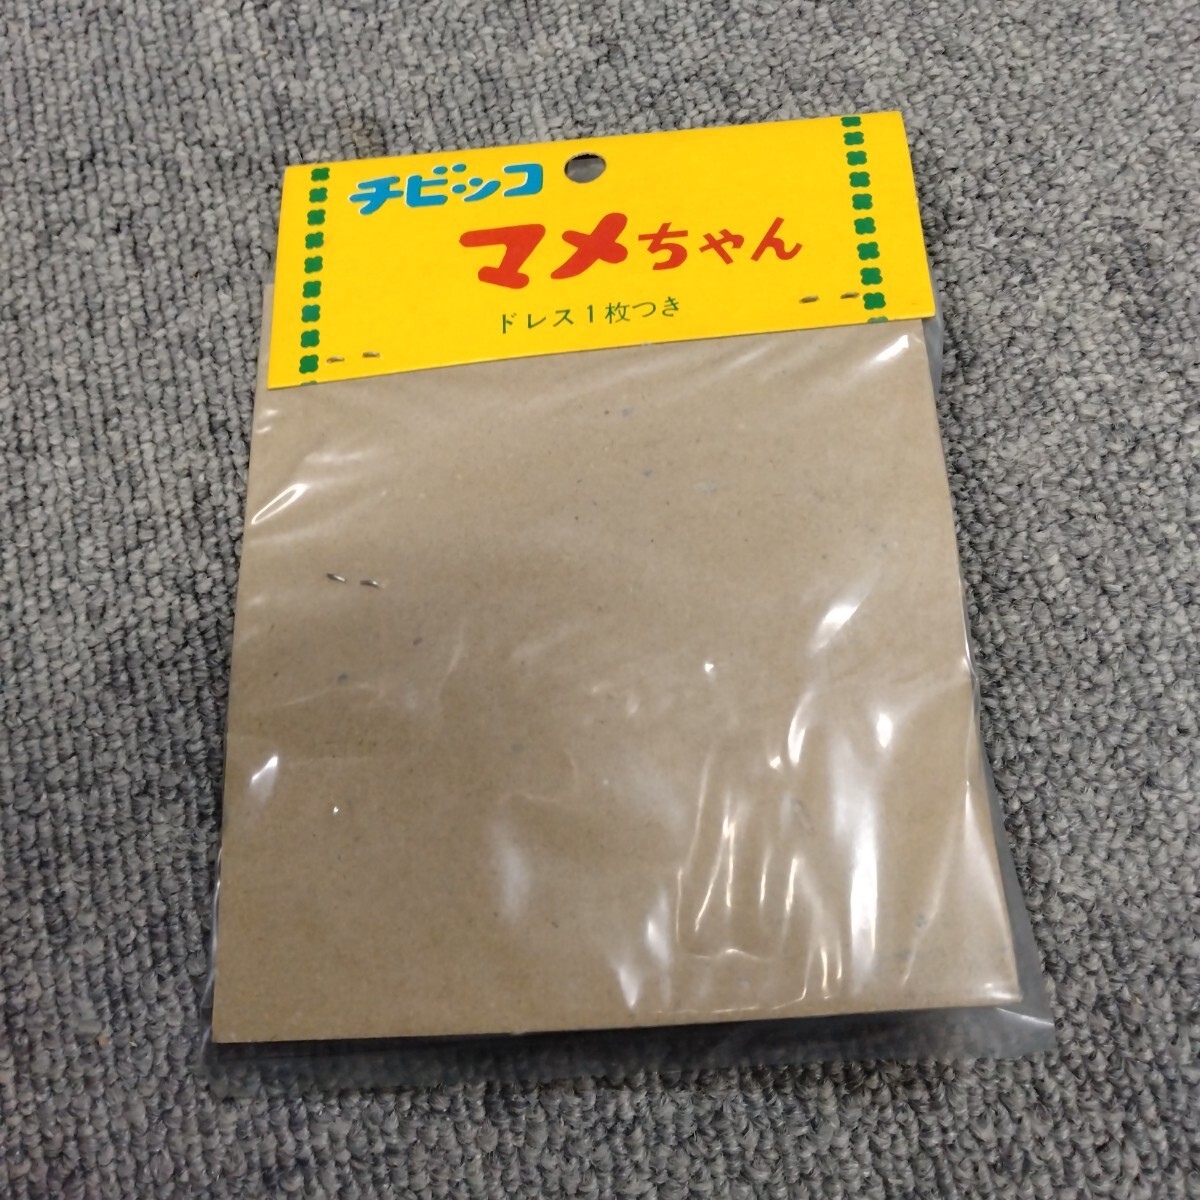 チビッコ
マメちゃん
ドレス1枚つき